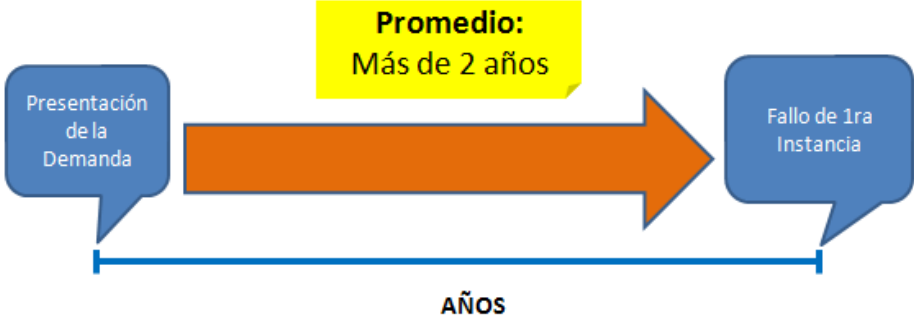 Promedio:
Más de 2 años
Presentación
de la
Demanda
Fallo de 1ra
Instancia
AÑOS